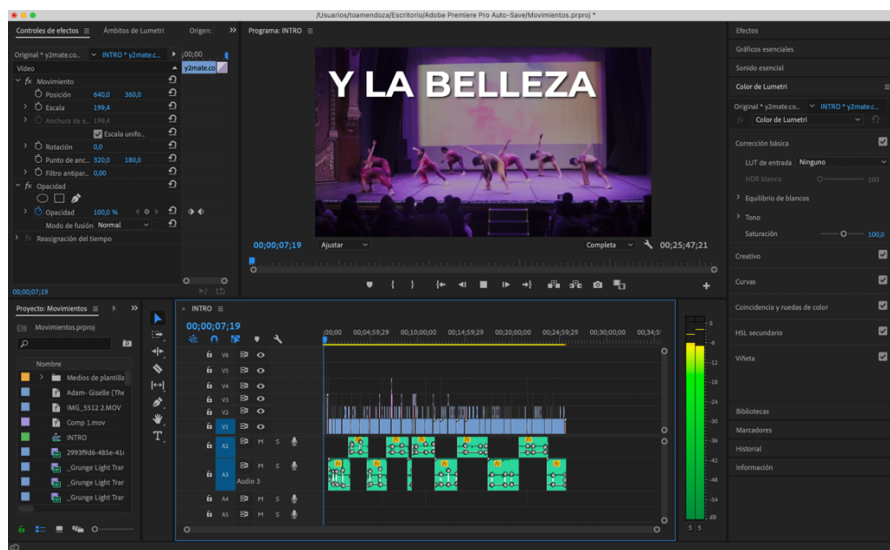 /Usuarios/toamendoza/Escritorio/Adobe Premiere Pro Auto-Save/Movimientos.prproj *
Controles de efectos
Ámbitos de Lumetri
Origen:
Programa: INTRO
Original * y2mate.co...
INTRO * y2mate.c...
;00;00
Vídeo
y2mate.co
fx Movimiento
Posición 640,0 360,0
Escala 199,4
Anchura de e... 199,4
Escala unifo...
Rotación 0,0
Punto de anc... 320,0 180,0
Filtro antipar... 0,00
fx Opacidad
Opacidad 100,0 %
Modo de fusión Normal
Reasignación del tiempo
00;00;07;19
Y LA BELLEZA
00;00;07;19
Ajustar
Completa
00;25;47;21
Efectos
Gráficos esenciales
Sonido esencial
Color de Lumetri
Original * y2mate.co...
INTRO * y2mate.c...
fx Color de Lumetri
Corrección básica
LUT de entrada Ninguno
HDR blanco 100
Equilibrio de blancos
Tono
Saturación 100,0
Creativo
Curvas
Coincidencia y ruedas de color
HSL secundario
Viñeta
Bibliotecas
Marcadores
Historial
Información
Proyecto: Movimientos
Movimientos.prproj
Nombre
Medios de plantilla
Adam- Giselle (The
IMG_5512 2.MOV
Comp 1.mov
INTRO
2993f9d6-485e-41
_Grunge Light Trar
_Grunge Light Trar
_Grunge Light Trar
INTRO
00;00;07;19
;00;00
00;04;59;29
00;10;00;00
00;14;59;29
00;20;00;00
00;24;59;29
00;30;00;00
00;34;5
V6
V5
V4
V3
V2
V1
A2 M S
A3 M S
Audio 3
A4 M S
A5 M S
0
-6
-12
-18
-24
-30
-36
-42
-48
-54
dB
S S